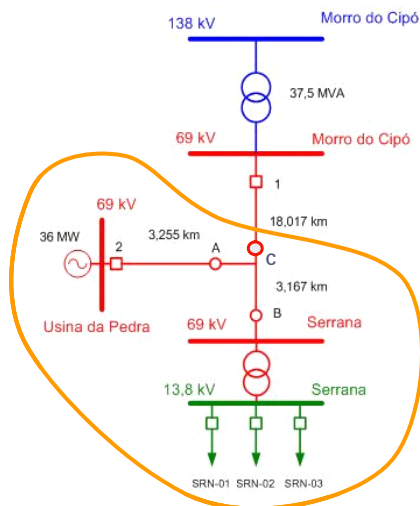 138 kV
Morro do Cipó
37,5 MVA
69 kV
Morro do Cipó
1
69 kV
18,017 km
36 MW
2
3,255 km
A
C
3,167 km
Usina da Pedra
B
69 kV
Serrana
13,8 kV
Serrana
SRN-01
SRN-02
SRN-03